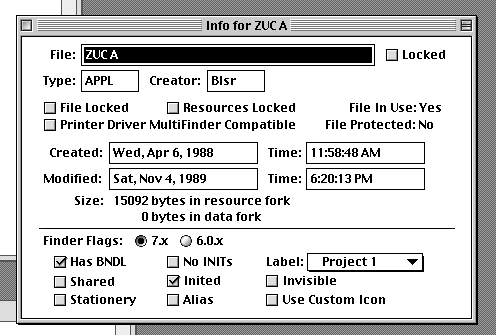 Info for ZUCA
File: ZUCA Locked
Type: APPL Creator: BIsr
File Locked Resources Locked File In Use: Yes
Printer Driver MultiFinder Compatible File Protected: No
Created: Wed, Apr 6, 1988 Time: 11:58:48 AM
Modified: Sat, Nov 4, 1989 Time: 6:20:13 PM
Size: 15092 bytes in resource fork
0 bytes in data fork
Finder Flags: 7.x 6.0.x
Has BNDL No INITs Label: Project 1
Shared Inited Invisible
Stationery Alias Use Custom Icon